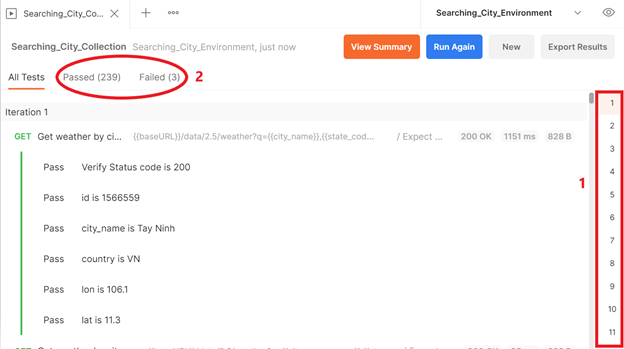 Searching_City_Co... Searching_City_Environment
Searching_City_Collection Searching_City_Environment, just now View Summary Run Again New Export Results
All Tests Passed (239) Failed (3) 2
Iteration 1
GET Get weather by ci... {{baseURL}}/data/2.5/weather?q={{city_name}},{{state_cod... / Expect ... 200 OK 1151 ms 828 B
Pass Verify Status code is 200
Pass id is 1566559
Pass city_name is Tay Ninh
Pass country is VN
Pass lon is 106.1
Pass lat is 11.3
GET
1
1
2
3
4
5
6
7
8
9
10
11